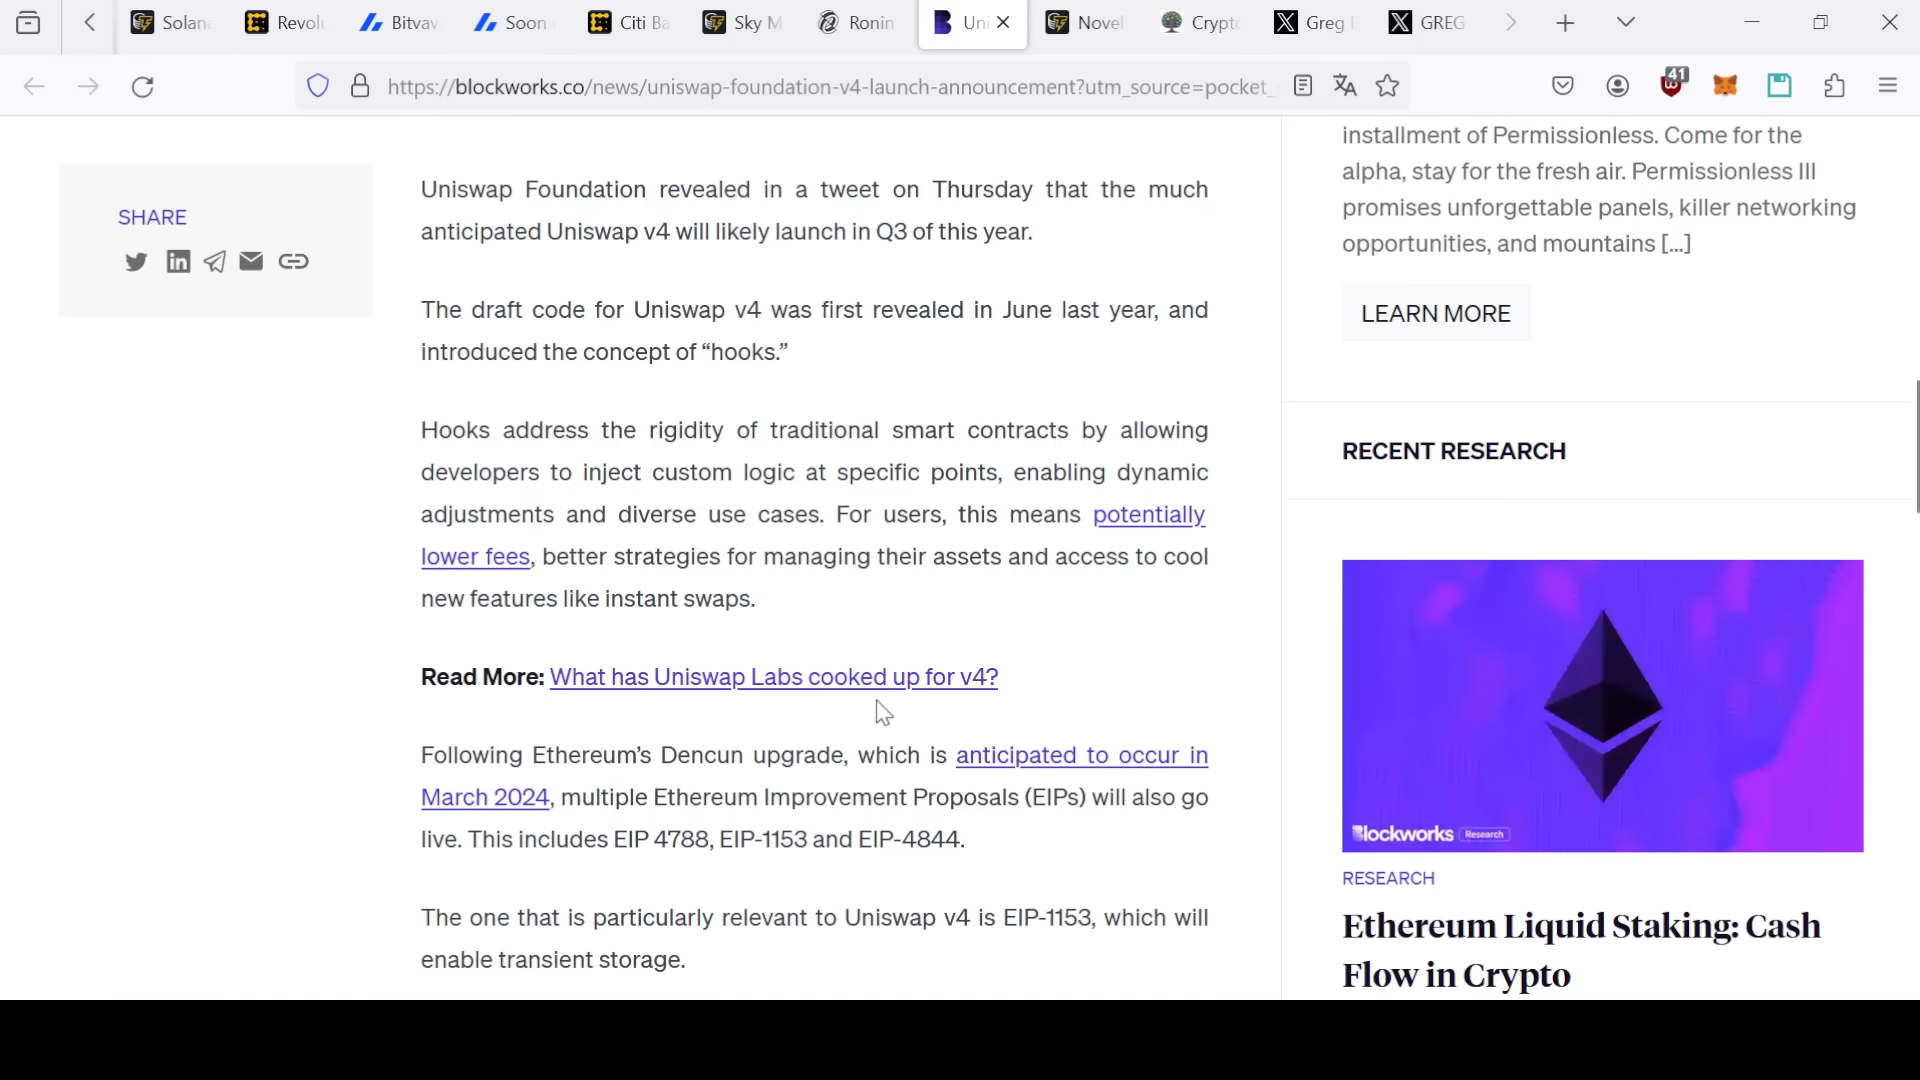 Solana
Revolu
Bitvav
Soon
Citi Ba
Sky M
Ronin
Uni
Novel
Crypto
Greg
GREG
https://blockworks.co/news/uniswap-foundation-v4-launch-announcement?utm_source=pocket_
41
SHARE
Uniswap Foundation revealed in a tweet on Thursday that the much
anticipated Uniswap v4 will likely launch in Q3 of this year.
The draft code for Uniswap v4 was first revealed in June last year, and
introduced the concept of “hooks.”
Hooks address the rigidity of traditional smart contracts by allowing
developers to inject custom logic at specific points, enabling dynamic
adjustments and diverse use cases. For users, this means potentially
lower fees, better strategies for managing their assets and access to cool
new features like instant swaps.
Read More: What has Uniswap Labs cooked up for v4?
Following Ethereum’s Dencun upgrade, which is anticipated to occur in
March 2024, multiple Ethereum Improvement Proposals (EIPs) will also go
live. This includes EIP 4788, EIP-1153 and EIP-4844.
The one that is particularly relevant to Uniswap v4 is EIP-1153, which will
enable transient storage.
installment of Permissionless. Come for the
alpha, stay for the fresh air. Permissionless III
promises unforgettable panels, killer networking
opportunities, and mountains [...]
LEARN MORE
RECENT RESEARCH
Blockworks Research
RESEARCH
Ethereum Liquid Staking: Cash
Flow in Crypto